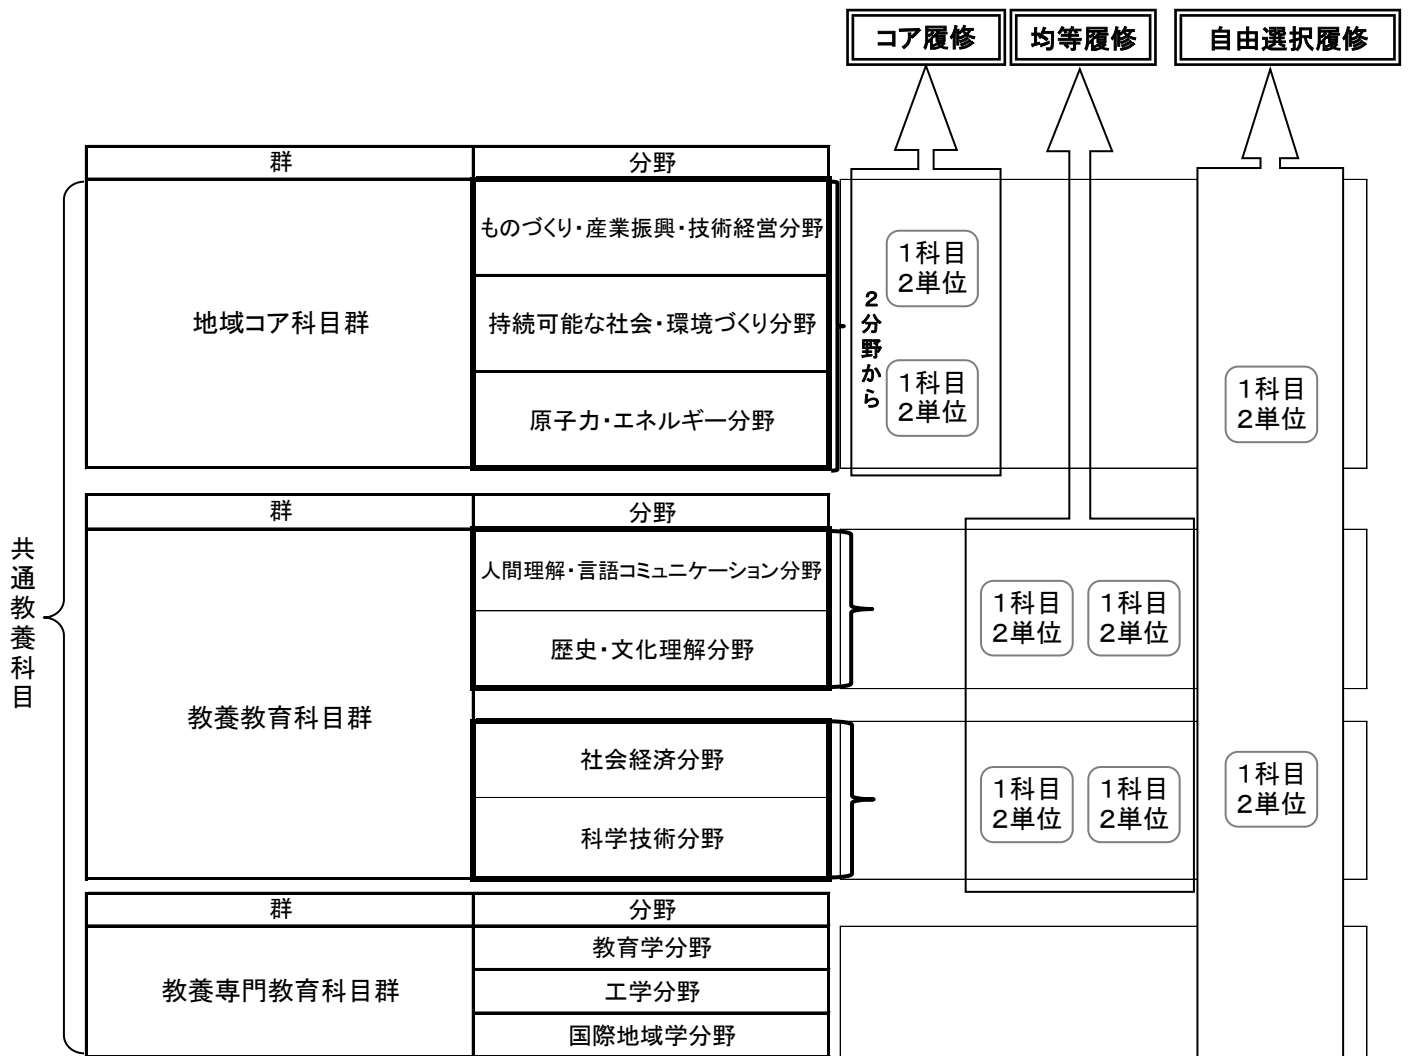 コア履修
均等履修
自由選択履修
群
分野
地域コア科目群
ものづくり・産業振興・技術経営分野
持続可能な社会・環境づくり分野
原子力・エネルギー分野
2分野から
1科目
2単位
1科目
2単位
1科目
2単位
共通教養科目
群
分野
教養教育科目群
人間理解・言語コミュニケーション分野
歴史・文化理解分野
1科目
2単位
1科目
2単位
社会経済分野
科学技術分野
1科目
2単位
1科目
2単位
1科目
2単位
群
分野
教養専門教育科目群
教育学分野
工学分野
国際地域学分野